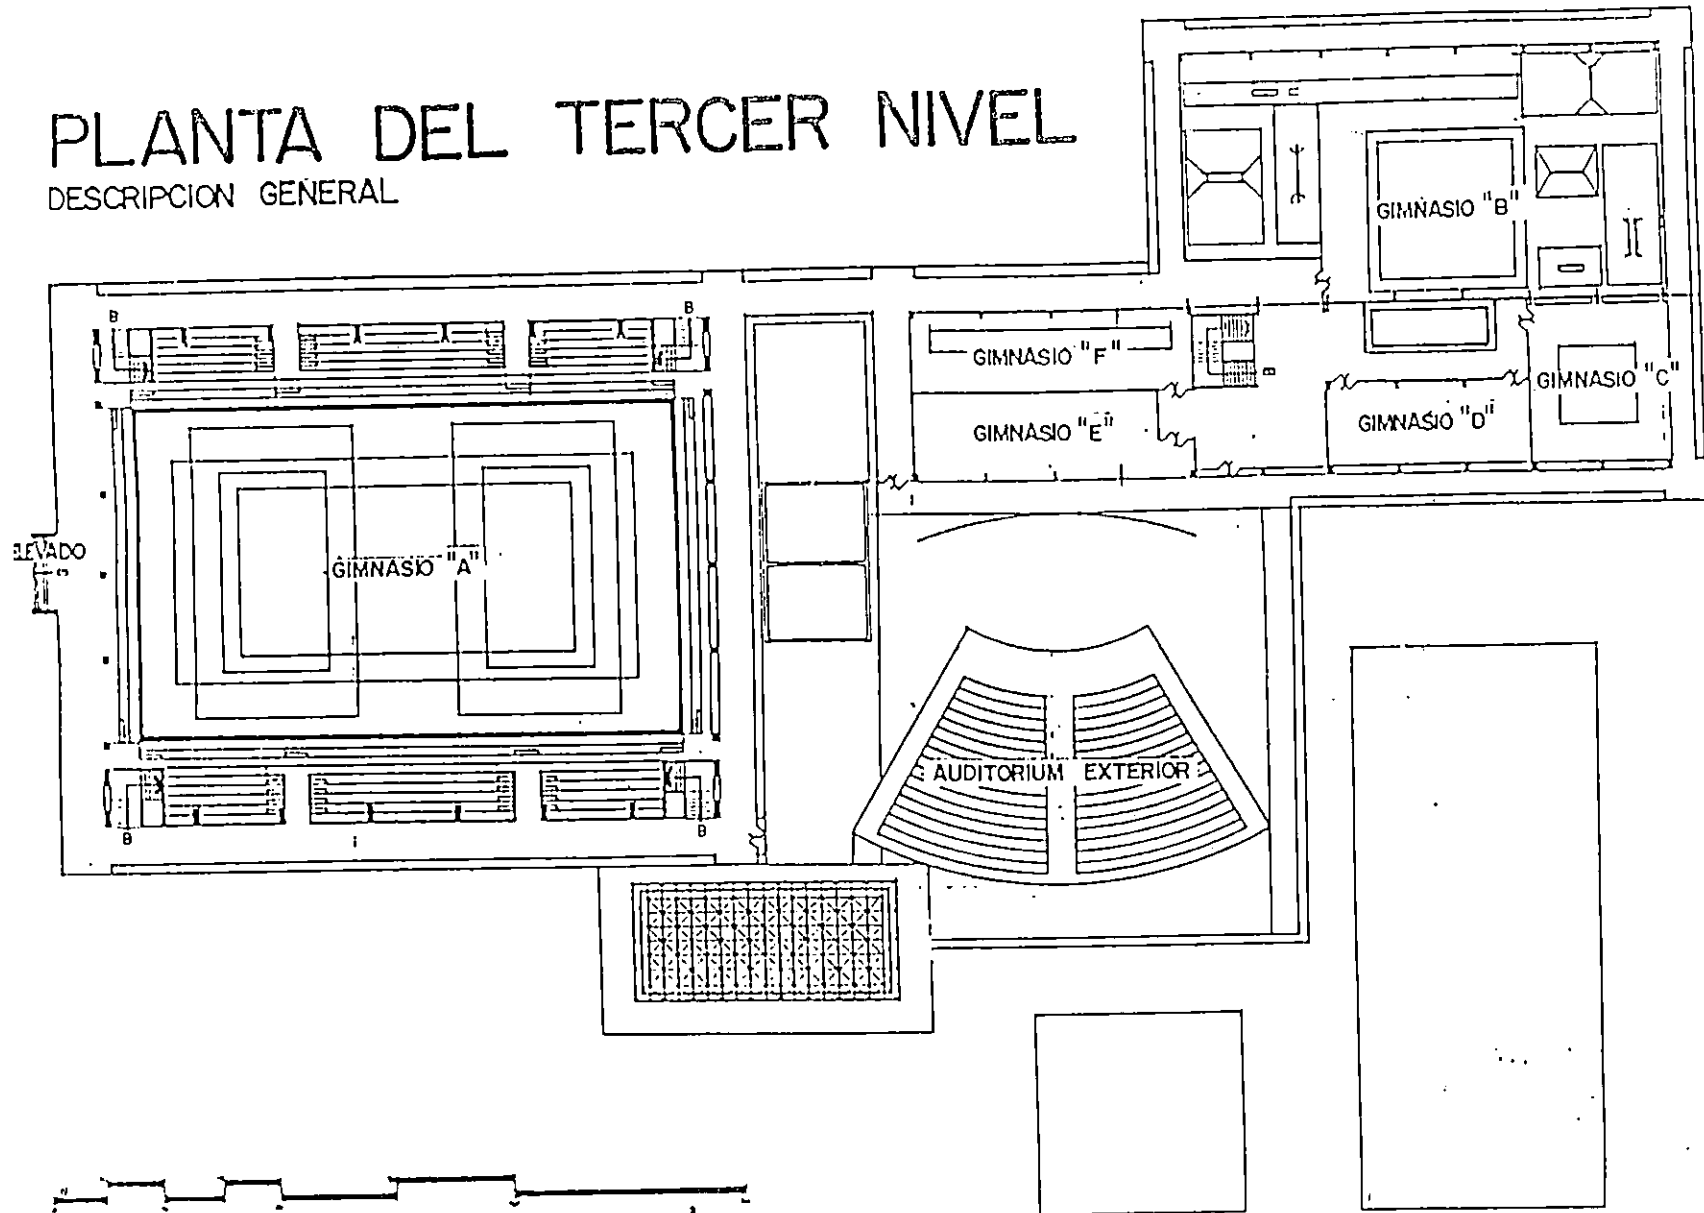 PLANTA DEL TERCER NIVEL
DESCRIPCION GENERAL
GIMNASIO "B"
B
B
GIMNASIO "F"
B
GIMNASIO "C"
GIMNASIO "E"
GIMNASIO "D"
ELEVADO
GIMNASIO "A"
AUDITORIUM EXTERIOR
B
B